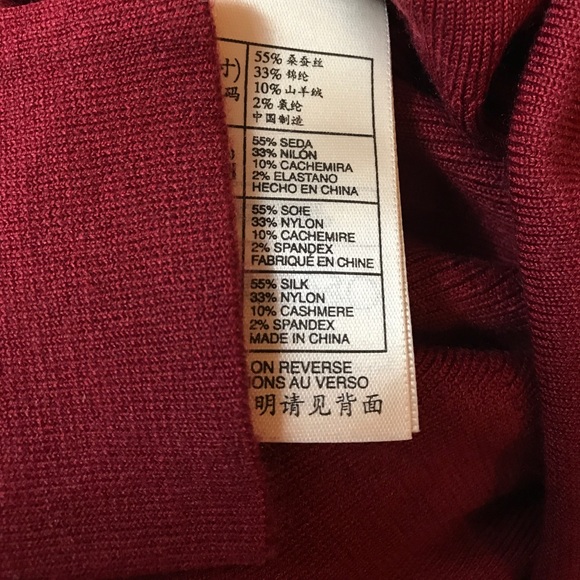 寸)
码
55% 桑蚕丝
33% 锦纶
10% 山羊绒
2% 氨纶
中国制造
55% SEDA
33% NILÓN
10% CACHEMIRA
2% ELASTANO
HECHO EN CHINA
55% SOIE
33% NYLON
10% CACHEMIRE
2% SPANDEX
FABRIQUÉ EN CHINE
55% SILK
33% NYLON
10% CASHMERE
2% SPANDEX
MADE IN CHINA
ON REVERSE
IONS AU VERSO
明请见背面